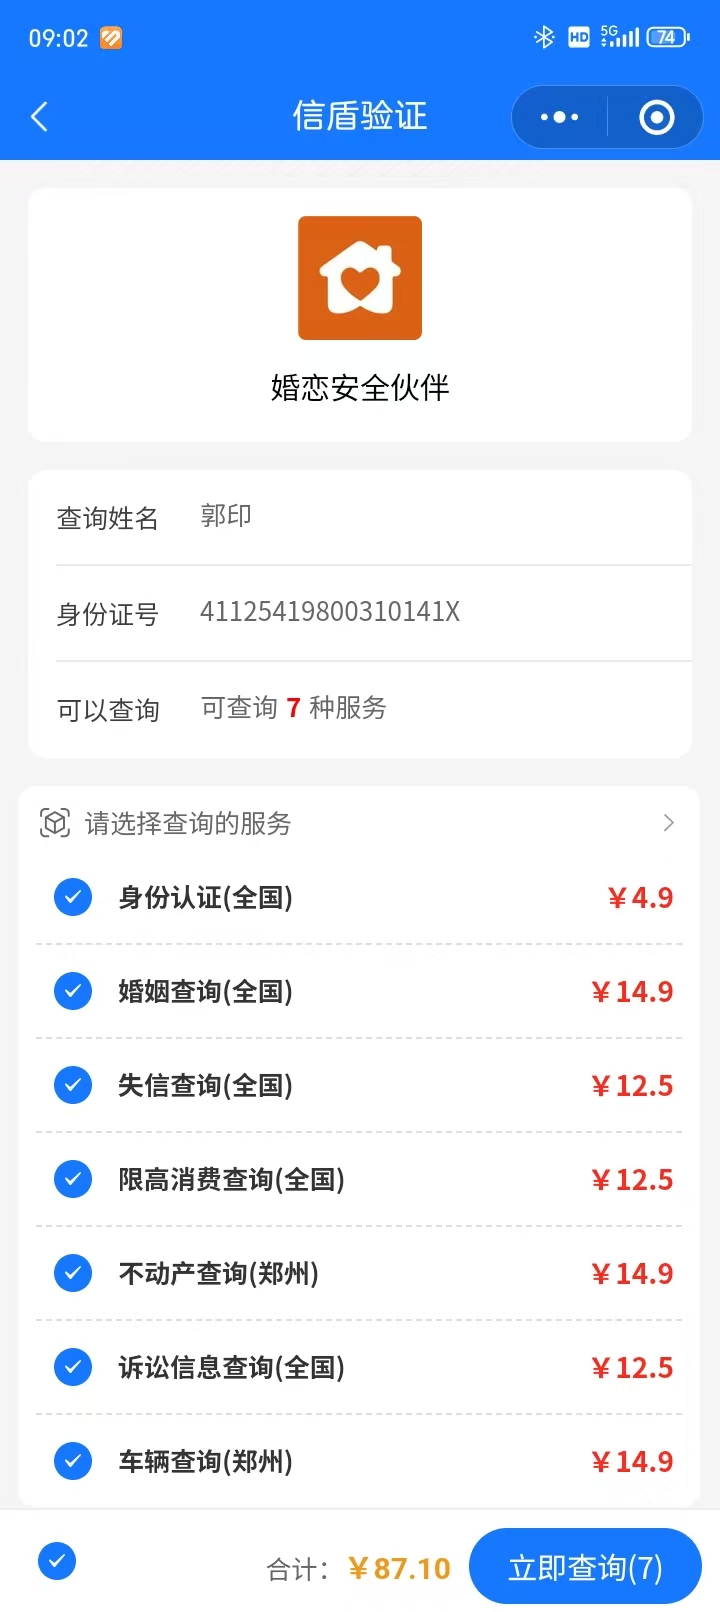 09:02
HD 5G 74
信盾验证
婚恋安全伙伴
查询姓名 郭印
身份证号 41125419800310141X
可以查询 可查询 7 种服务
请选择查询的服务
身份认证(全国) ￥4.9
婚姻查询(全国) ￥14.9
失信查询(全国) ￥12.5
限高消费查询(全国) ￥12.5
不动产查询(郑州) ￥14.9
诉讼信息查询(全国) ￥12.5
车辆查询(郑州) ￥14.9
合计： ￥87.10 立即查询(7)